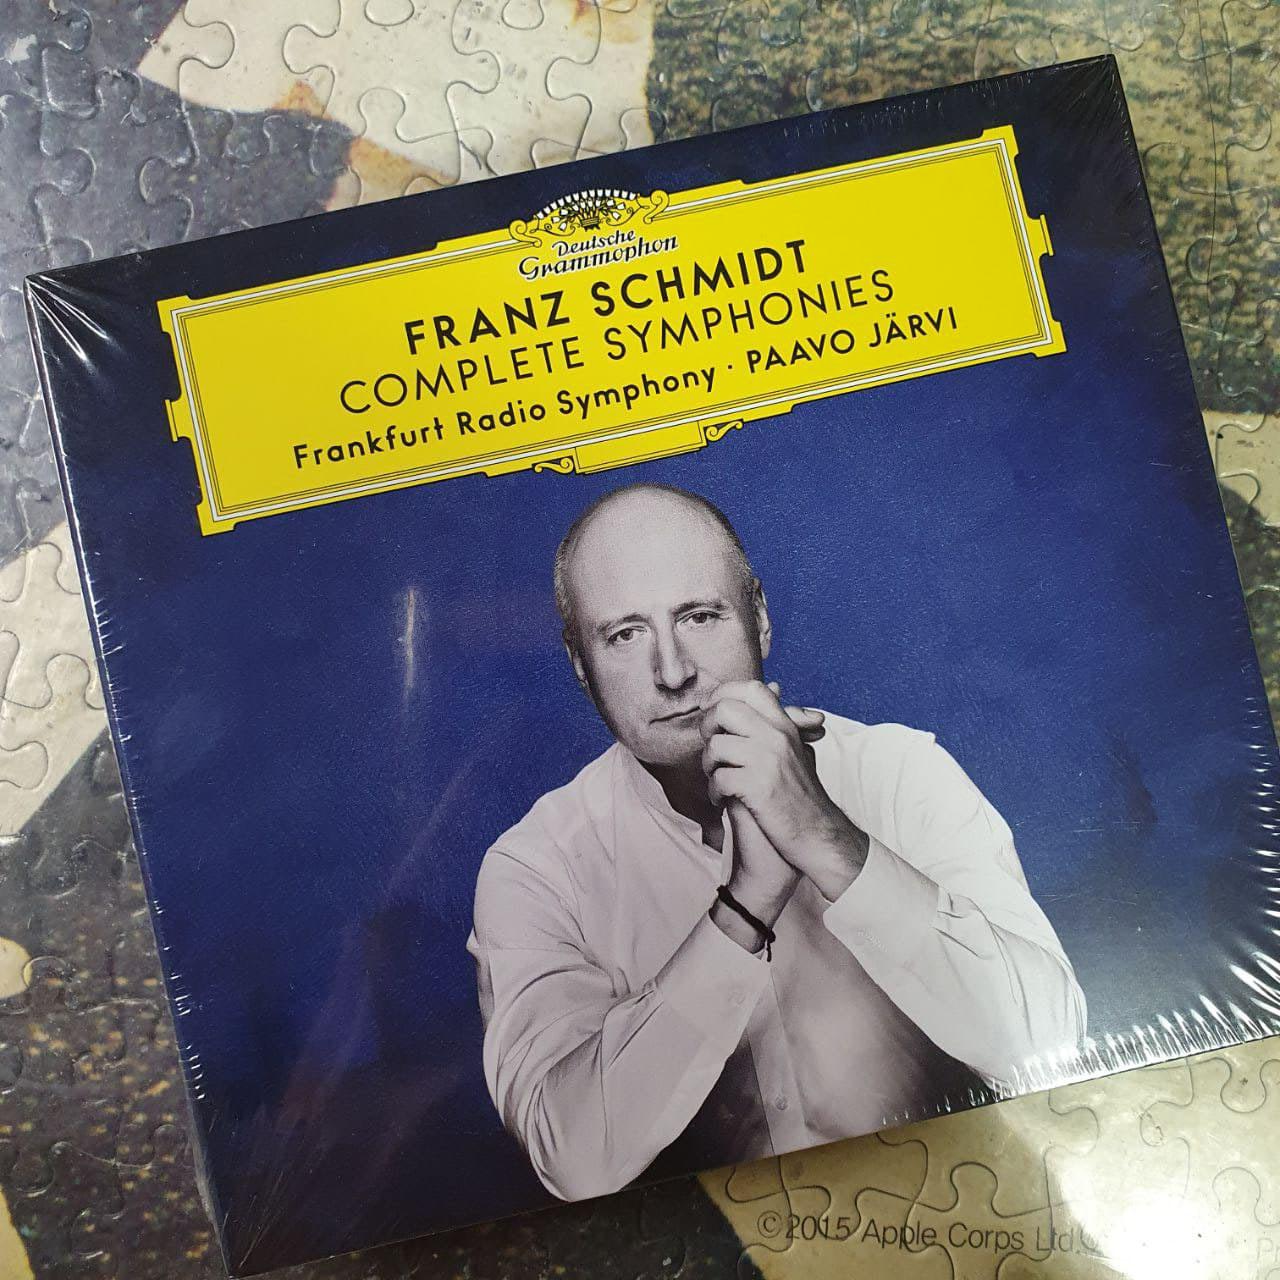 Deutsche
Grammophon
FRANZ SCHMIDT
COMPLETE SYMPHONIES
Frankfurt Radio Symphony · PAAVO JÄRVI
©2015 Apple Corps Ltd